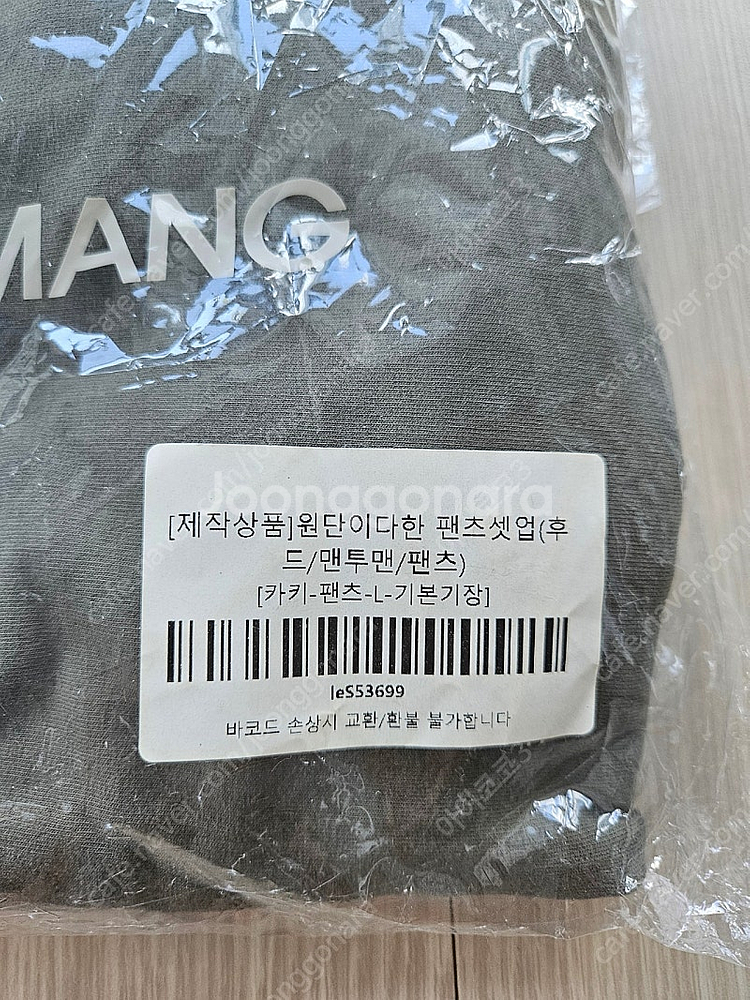 MANG
Joonggonara
[제작상품]원단이다한 팬츠셋업(후
드/맨투맨/팬츠)
[카키-팬츠-L-기본기장]
leS53699
바코드 손상시 교환/환불 불가합니다